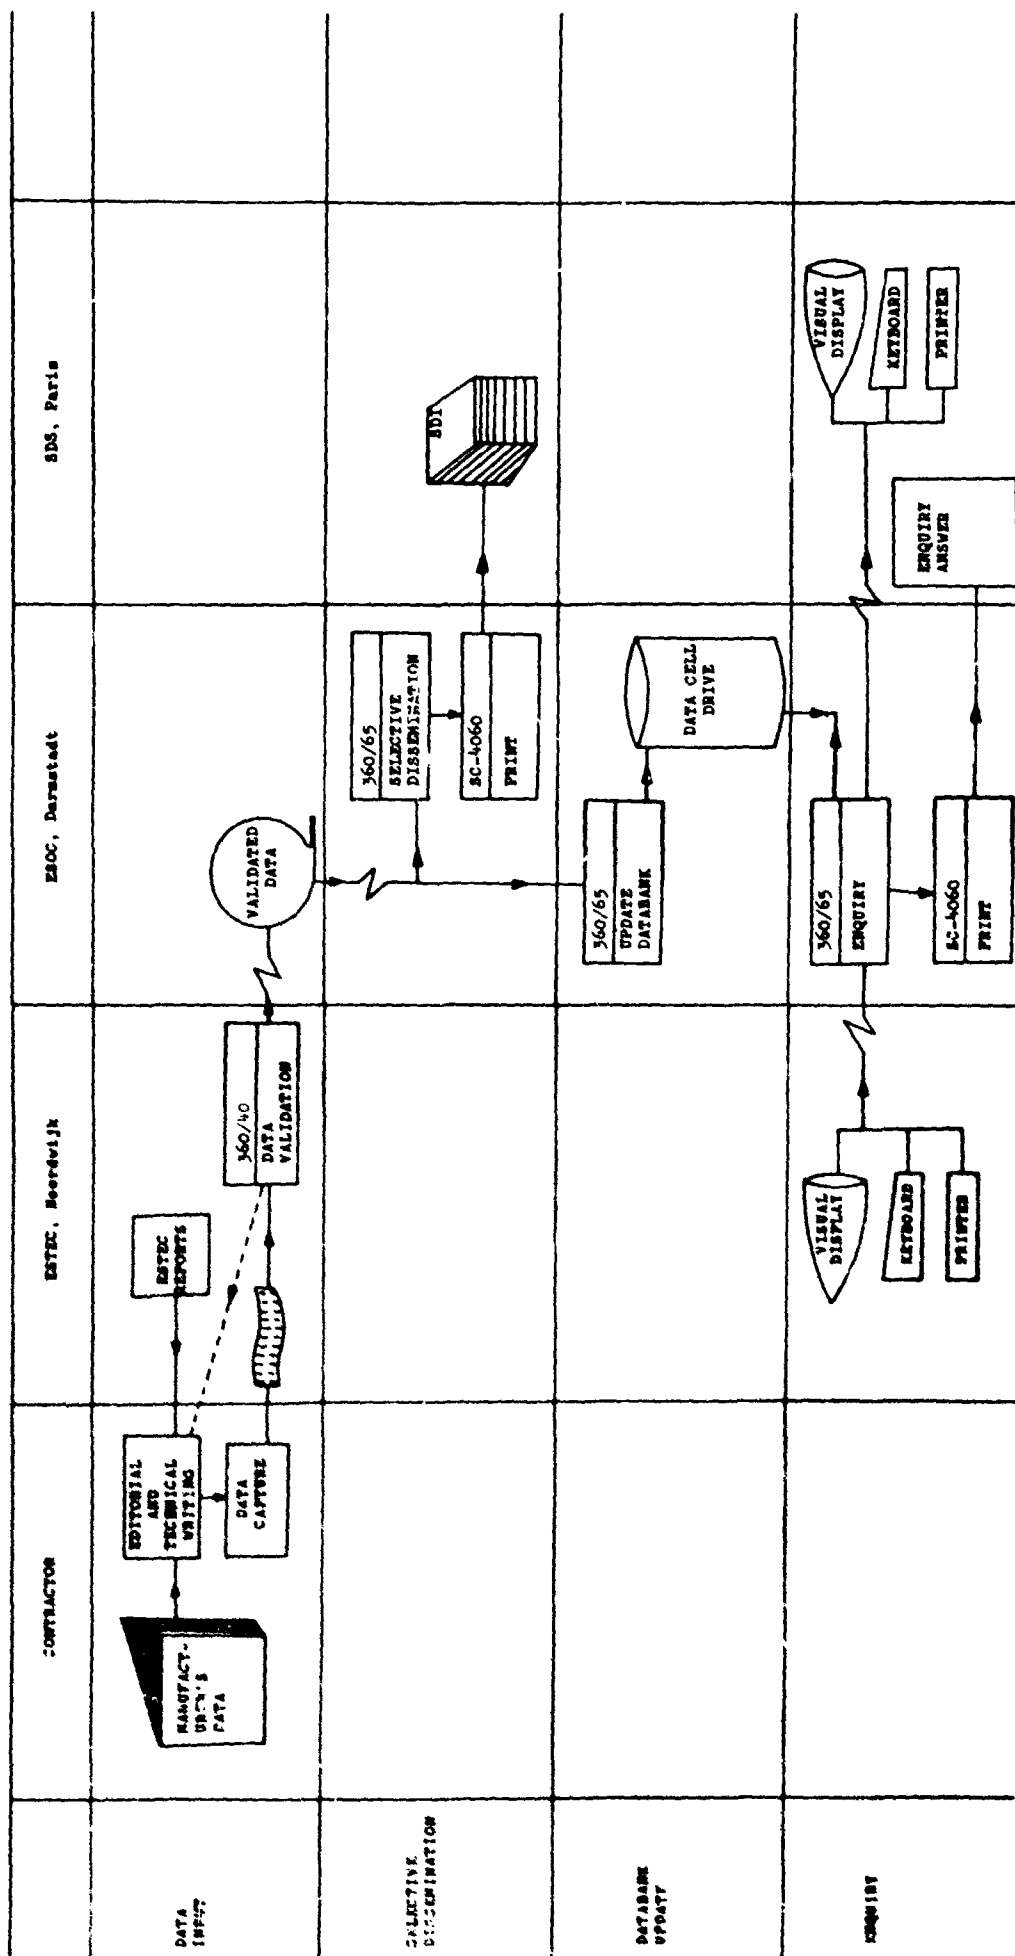 CONTRACTOR
ESTEC, Noordwijk
ESOC, Darmstadt
SDS, Paris
DATA
INPUT
MANUFACT-
URER'S
DATA
EDITORIAL
AND
TECHNICAL
WRITING
DATA
CAPTURE
ESTEC
REPORTS
360/40
DATA
VALIDATION
VALIDATED
DATA
SELECTIVE
DISSEMINATION
360/65
SELECTIVE
DISSEMINATION
SC-4060
PRINT
SDI
DATABANK
UPDATE
360/65
UPDATE
DATABANK
DATA CELL
DRIVE
ENQUIRY
VISUAL
DISPLAY
KEYBOARD
PRINTER
360/65
ENQUIRY
SC-4060
PRINT
ENQUIRY
ANSWER
VISUAL
DISPLAY
KEYBOARD
PRINTER